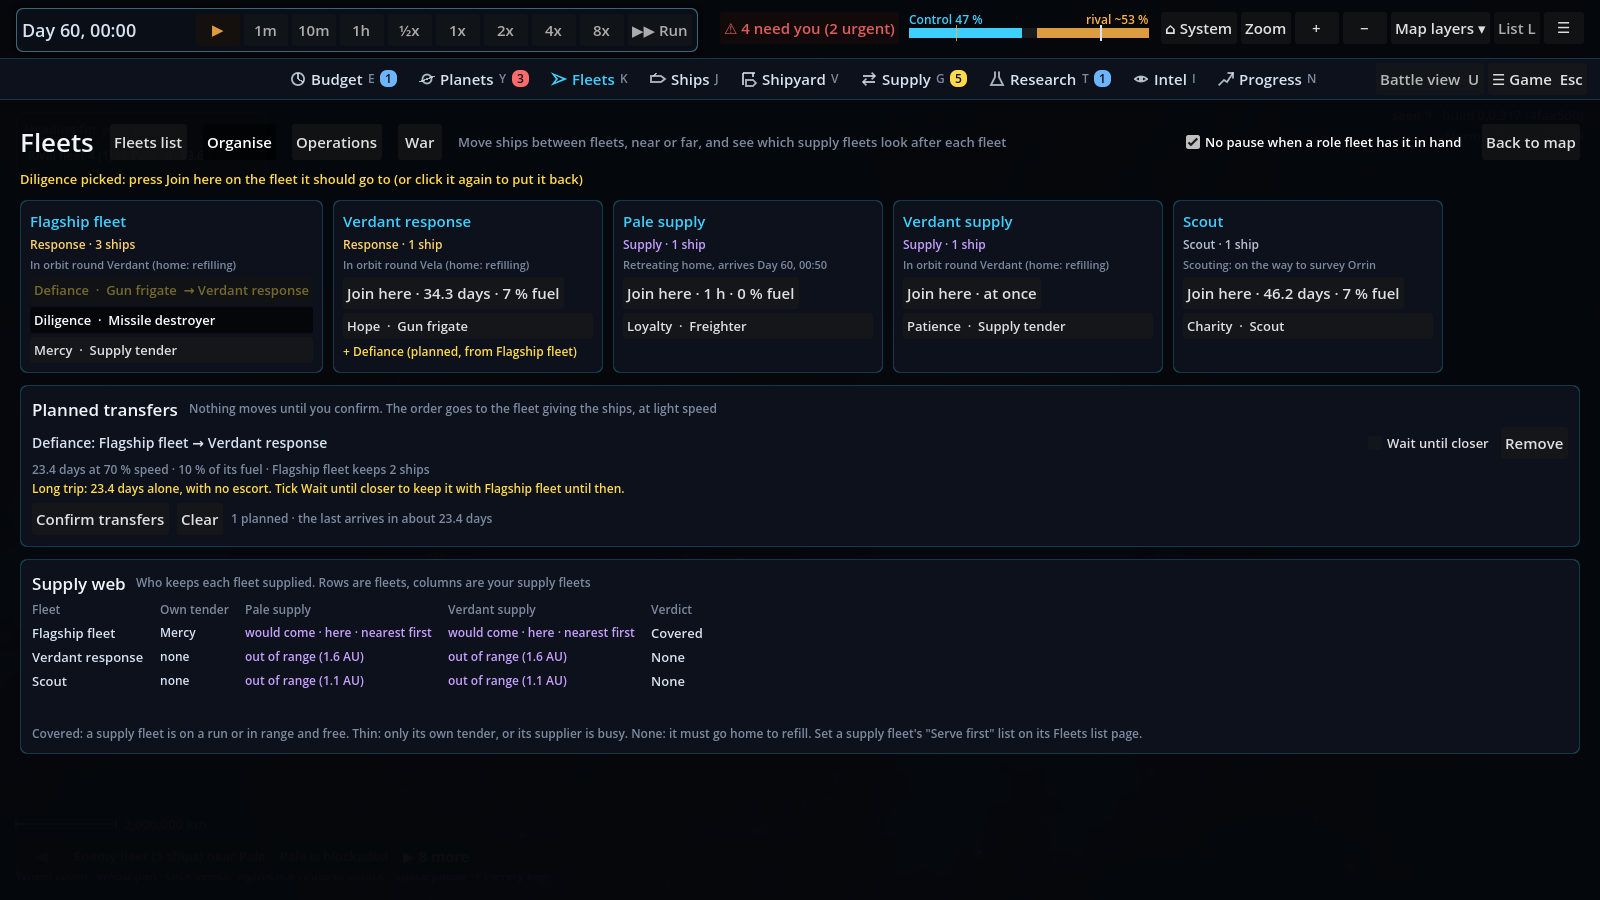 Day 60, 00:00 ▶ 1m 10m 1h ½x 1x 2x 4x 8x ▶▶ Run ⚠ 4 need you (2 urgent) Control 47 % rival ~53 % ⌂ System Zoom + − Map layers ▾ List L ☰
Budget E 1 Planets Y 3 Fleets K Ships J Shipyard V Supply G 5 Research T 1 Intel I Progress N Battle view U ☰ Game Esc
Fleets Fleets list Organise Operations War Move ships between fleets, near or far, and see which supply fleets look after each fleet No pause when a role fleet has it in hand Back to map
Diligence picked: press Join here on the fleet it should go to (or click it again to put it back)
Flagship fleet
Response · 3 ships
In orbit round Verdant (home: refilling)
Defiance · Gun frigate → Verdant response
Diligence · Missile destroyer
Mercy · Supply tender
Verdant response
Response · 1 ship
In orbit round Vela (home: refilling)
Join here · 34.3 days · 7 % fuel
Hope · Gun frigate
+ Defiance (planned, from Flagship fleet)
Pale supply
Supply · 1 ship
Retreating home, arrives Day 60, 00:50
Join here · 1 h · 0 % fuel
Loyalty · Freighter
Verdant supply
Supply · 1 ship
In orbit round Verdant (home: refilling)
Join here · at once
Patience · Supply tender
Scout
Scout · 1 ship
Scouting: on the way to survey Orrin
Join here · 46.2 days · 7 % fuel
Charity · Scout
Planned transfers Nothing moves until you confirm. The order goes to the fleet giving the ships, at light speed
Defiance: Flagship fleet → Verdant response Wait until closer Remove
23.4 days at 70 % speed · 10 % of its fuel · Flagship fleet keeps 2 ships
Long trip: 23.4 days alone, with no escort. Tick Wait until closer to keep it with Flagship fleet until then.
Confirm transfers Clear 1 planned · the last arrives in about 23.4 days
Supply web Who keeps each fleet supplied. Rows are fleets, columns are your supply fleets
Fleet Own tender Pale supply Verdant supply Verdict
Flagship fleet Mercy would come · here · nearest first would come · here · nearest first Covered
Verdant response none out of range (1.6 AU) out of range (1.6 AU) None
Scout none out of range (1.1 AU) out of range (1.1 AU) None
Covered: a supply fleet is on a run or in range and free. Thin: only its own tender, or its supplier is busy. None: it must go home to refill. Set a supply fleet's "Serve first" list on its Fleets list page.
▶ 8 more